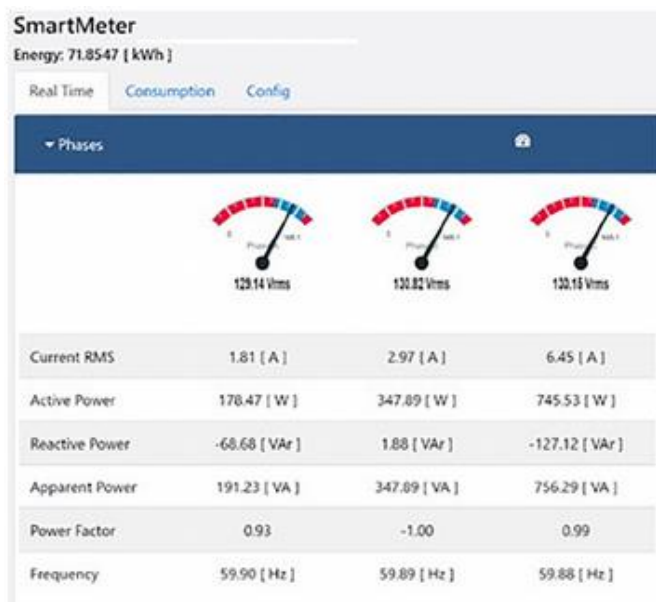 SmartMeter
Energy: 71.8547 [ kWh ]
Real Time Consumption Config
Phases
129.14 Vrms 130.82 Vrms 130.15 Vrms
Current RMS 1.81 [ A ] 2.97 [ A ] 6.45 [ A ]
Active Power 178.47 [ W ] 347.89 [ W ] 745.53 [ W ]
Reactive Power -68.68 [ VAr ] 1.88 [ VAr ] -127.12 [ VAr ]
Apparent Power 191.23 [ VA ] 347.89 [ VA ] 756.29 [ VA ]
Power Factor 0.93 -1.00 0.99
Frequency 59.90 [ Hz ] 59.89 [ Hz ] 59.88 [ Hz ]